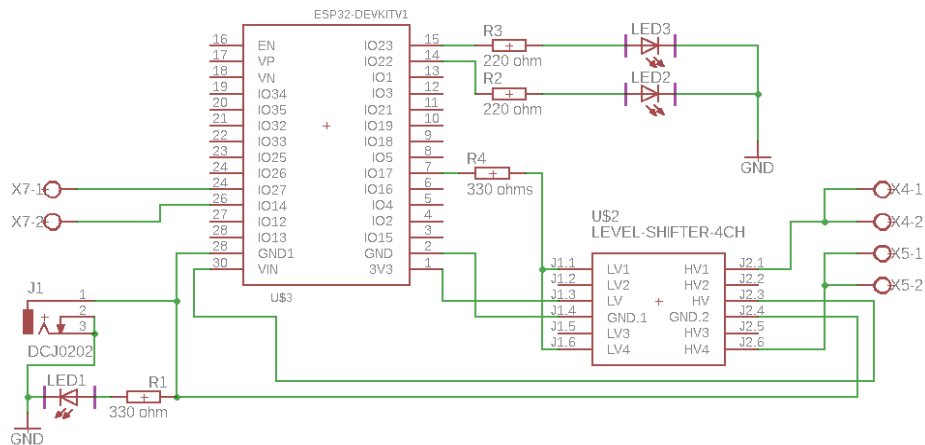 ESP32-DEVKITV1
16 EN IO23 15
17 VP IO22 14
18 VN IO1 13
19 IO34 IO3 12
20 IO35 IO21 11
21 IO32 IO19 10
22 IO33 IO18 9
23 IO25 IO5 8
24 IO26 IO17 7
24 IO27 IO16 6
26 IO14 IO4 5
27 IO12 IO2 4
28 IO13 IO15 3
28 GND1 GND 2
30 VIN 3V3 1
U$3
R3
220 ohm
LED3
R2
220 ohm
LED2
GND
R4
330 ohms
X7-1
X7-2
U$2
LEVEL-SHIFTER-4CH
J1.1 LV1 HV1 J2.1
J1.2 LV2 HV2 J2.2
J1.3 LV HV J2.3
J1.4 GND.1 GND.2 J2.4
J1.5 LV3 HV3 J2.5
J1.6 LV4 HV4 J2.6
X4-1
X4-2
X5-1
X5-2
J1
1
2
3
DCJ0202
LED1
R1
330 ohm
GND